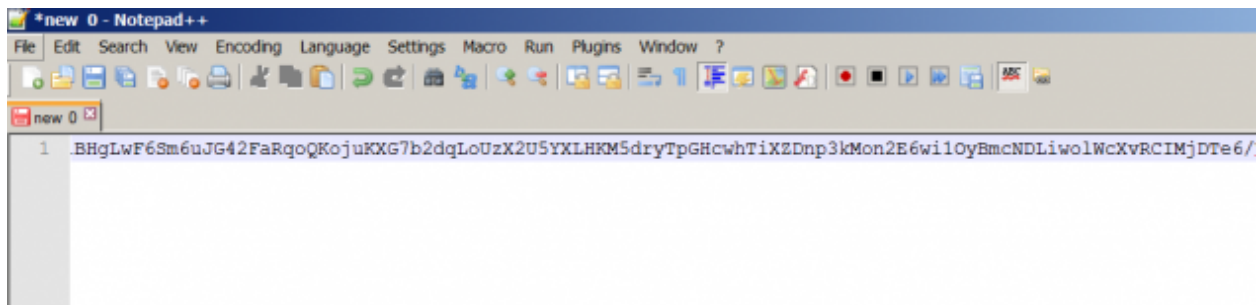 *new 0 - Notepad++
File Edit Search View Encoding Language Settings Macro Run Plugins Window ?
new 0
1 .BHgLwF6Sm6uJG42FaRqoQKojuKXG7b2dqLoUzX2U5YXLHKM5dryTpGHcwhTiXZDnp3kMon2E6wi1OyBmcNDLiwolWcXvRCIMjDTe6/